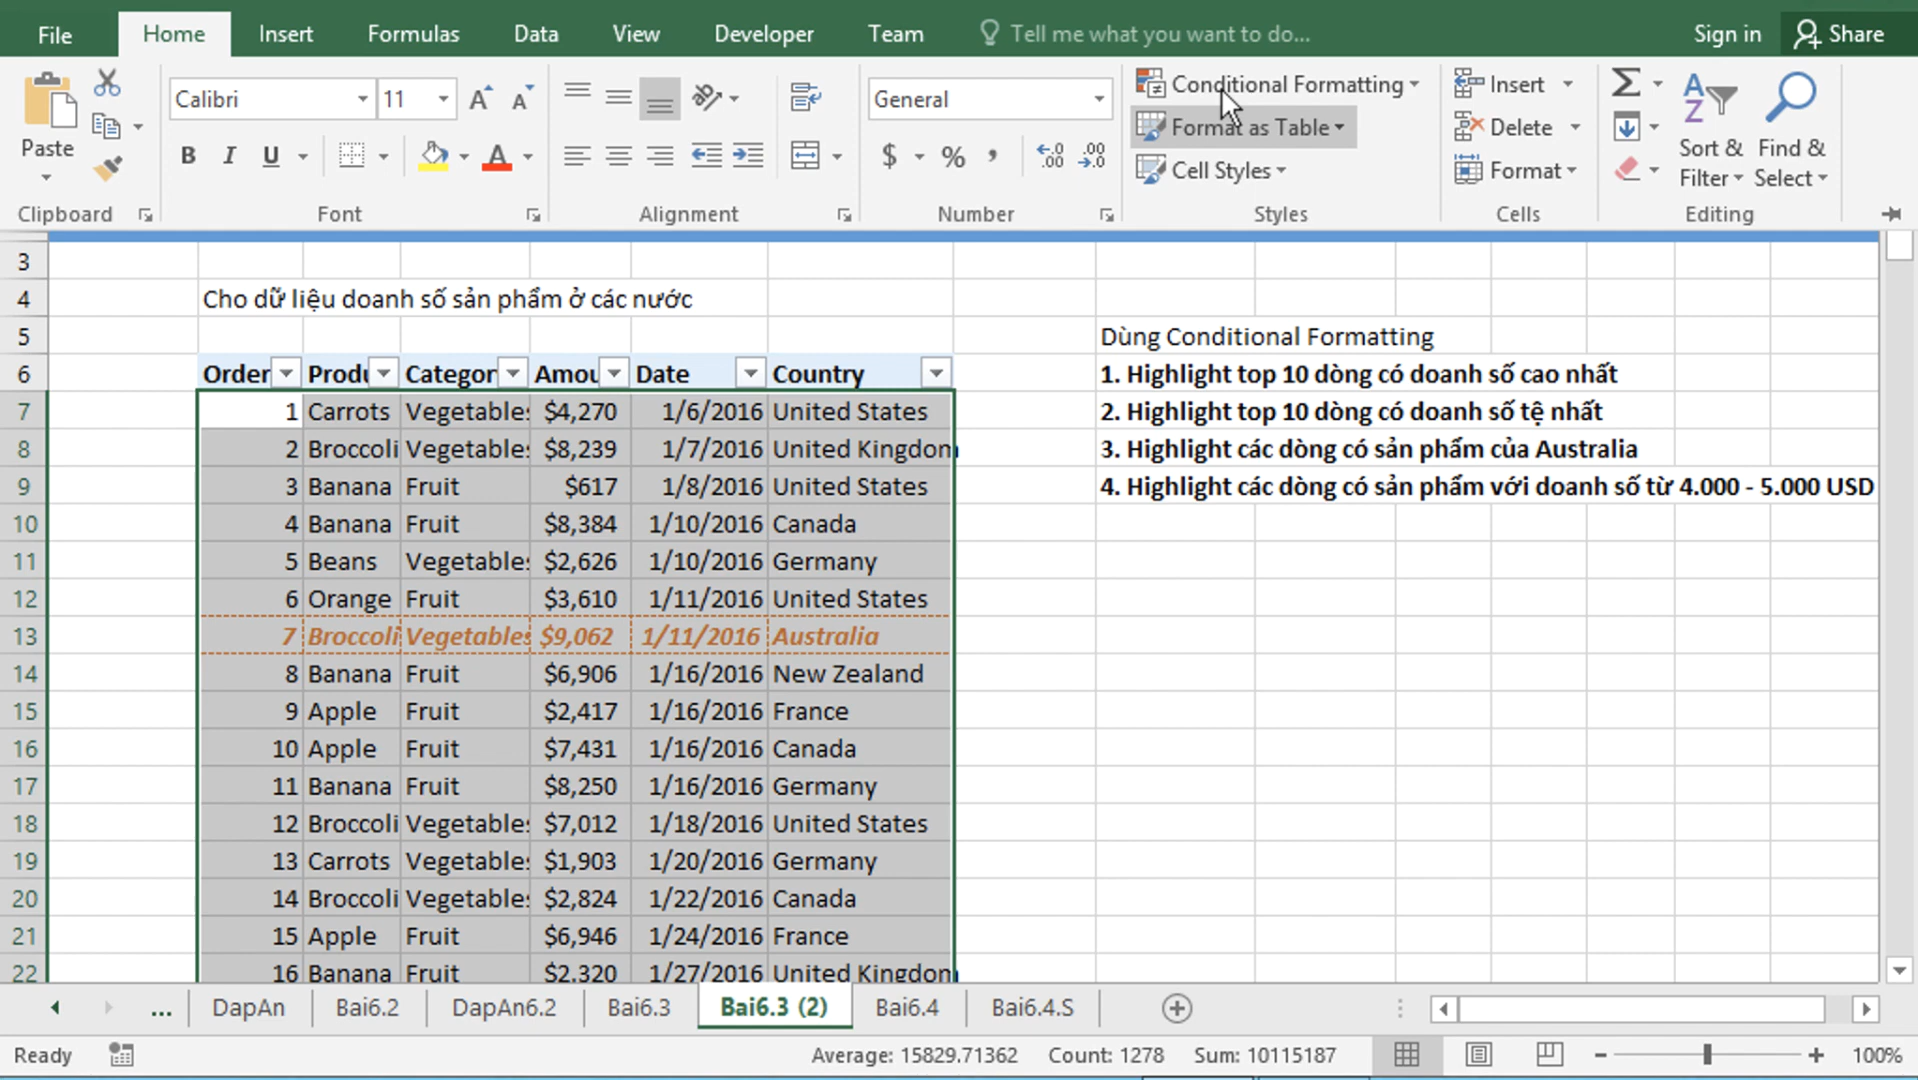 File Home Insert Formulas Data View Developer Team Tell me what you want to do... Sign in Share
Calibri 11 General Conditional Formatting Insert
Format as Table Delete
Paste B I U A $ % Cell Styles Format Sort & Filter Find & Select
Clipboard Font Alignment Number Styles Cells Editing
3
4 Cho dữ liệu doanh số sản phẩm ở các nước
5 Dùng Conditional Formatting
6 Order Produ Categor Amou Date Country 1. Highlight top 10 dòng có doanh số cao nhất
7 1 Carrots Vegetables $4,270 1/6/2016 United States 2. Highlight top 10 dòng có doanh số tệ nhất
8 2 Broccoli Vegetables $8,239 1/7/2016 United Kingdom 3. Highlight các dòng có sản phẩm của Australia
9 3 Banana Fruit $617 1/8/2016 United States 4. Highlight các dòng có sản phẩm với doanh số từ 4.000 - 5.000 USD
10 4 Banana Fruit $8,384 1/10/2016 Canada
11 5 Beans Vegetables $2,626 1/10/2016 Germany
12 6 Orange Fruit $3,610 1/11/2016 United States
13 7 Broccoli Vegetables $9,062 1/11/2016 Australia
14 8 Banana Fruit $6,906 1/16/2016 New Zealand
15 9 Apple Fruit $2,417 1/16/2016 France
16 10 Apple Fruit $7,431 1/16/2016 Canada
17 11 Banana Fruit $8,250 1/16/2016 Germany
18 12 Broccoli Vegetables $7,012 1/18/2016 United States
19 13 Carrots Vegetables $1,903 1/20/2016 Germany
20 14 Broccoli Vegetables $2,824 1/22/2016 Canada
21 15 Apple Fruit $6,946 1/24/2016 France
22 16 Banana Fruit $2,320 1/27/2016 United Kingdom
... DapAn Bai6.2 DapAn6.2 Bai6.3 Bai6.3 (2) Bai6.4 Bai6.4.S
Ready Average: 15829.71362 Count: 1278 Sum: 10115187 100%